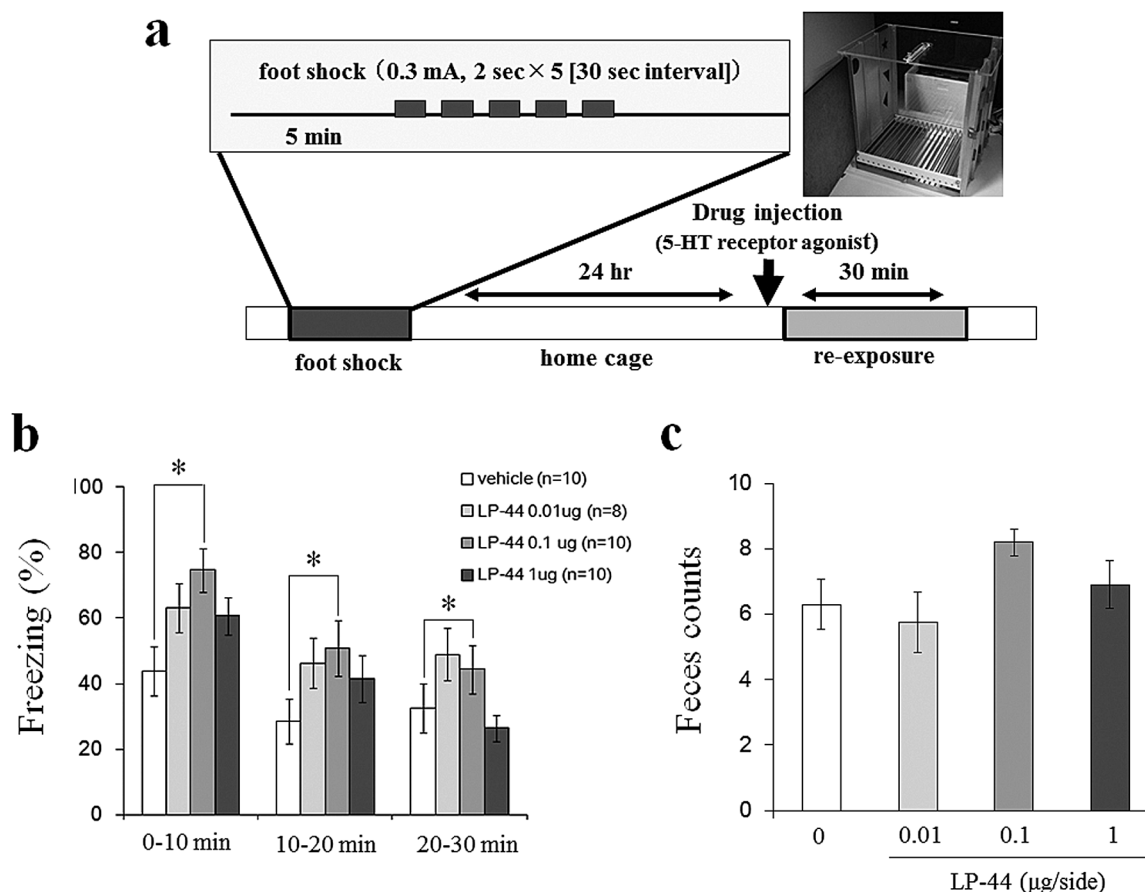 a
foot shock (0.3 mA, 2 sec×5 [30 sec interval])
5 min
Drug injection
(5-HT receptor agonist)
24 hr
30 min
foot shock
home cage
re-exposure
b
Freezing (%)
100
80
60
40
20
0
*
*
*
vehicle (n=10)
LP-44 0.01ug (n=8)
LP-44 0.1 ug (n=10)
LP-44 1ug (n=10)
0-10 min
10-20 min
20-30 min
c
Feces counts
10
8
6
4
2
0
0
0.01
0.1
1
LP-44 (μg/side)